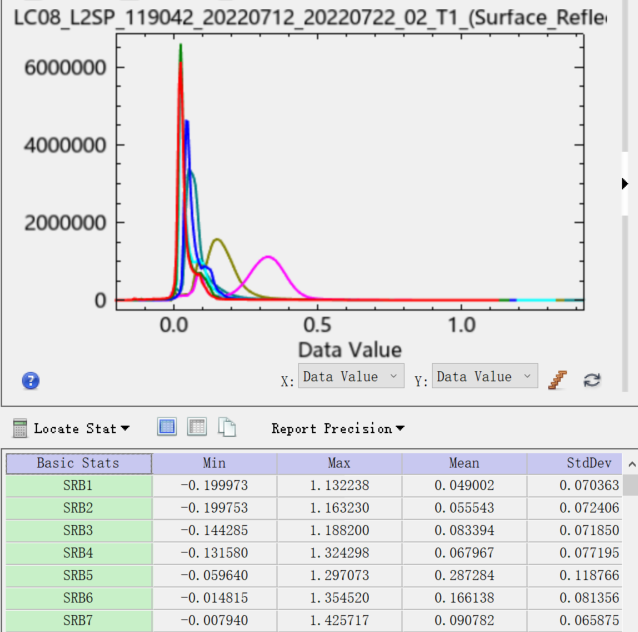 LC08_L2SP_119042_20220712_20220722_02_T1_(Surface_Refle
6000000
4000000
2000000
0
0.0 0.5 1.0
Data Value
? X: Data Value Y: Data Value
Locate Stat Report Precision
Basic Stats Min Max Mean StdDev
SRB1 -0.199973 1.132238 0.049002 0.070363
SRB2 -0.199753 1.163230 0.055543 0.072406
SRB3 -0.144285 1.188200 0.083394 0.071850
SRB4 -0.131580 1.324298 0.067967 0.077195
SRB5 -0.059640 1.297073 0.287284 0.118766
SRB6 -0.014815 1.354520 0.166138 0.081356
SRB7 -0.007940 1.425717 0.090782 0.065875